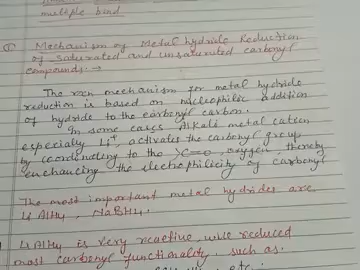 multiple bond
① Mechanism of Metal hydride Reduction
of saturated and unsaturated carbonyl
compounds. →
The main mechanism for metal hydride
reduction is based on nucleophilic addition
of hydride to the carbonyl carbon.
In some cases Alkali metal cation
especially Li⁺, activates the carbonyl group
by coordinating to the >C=O, oxygen, thereby
enchancing the electrophilicity of carbonyl
The most important metal hydrides are
LiAlH₄, NaBH₄.
LiAlH₄ is very reactive, will reduced
most carbonyl functionality, such as.
etc.